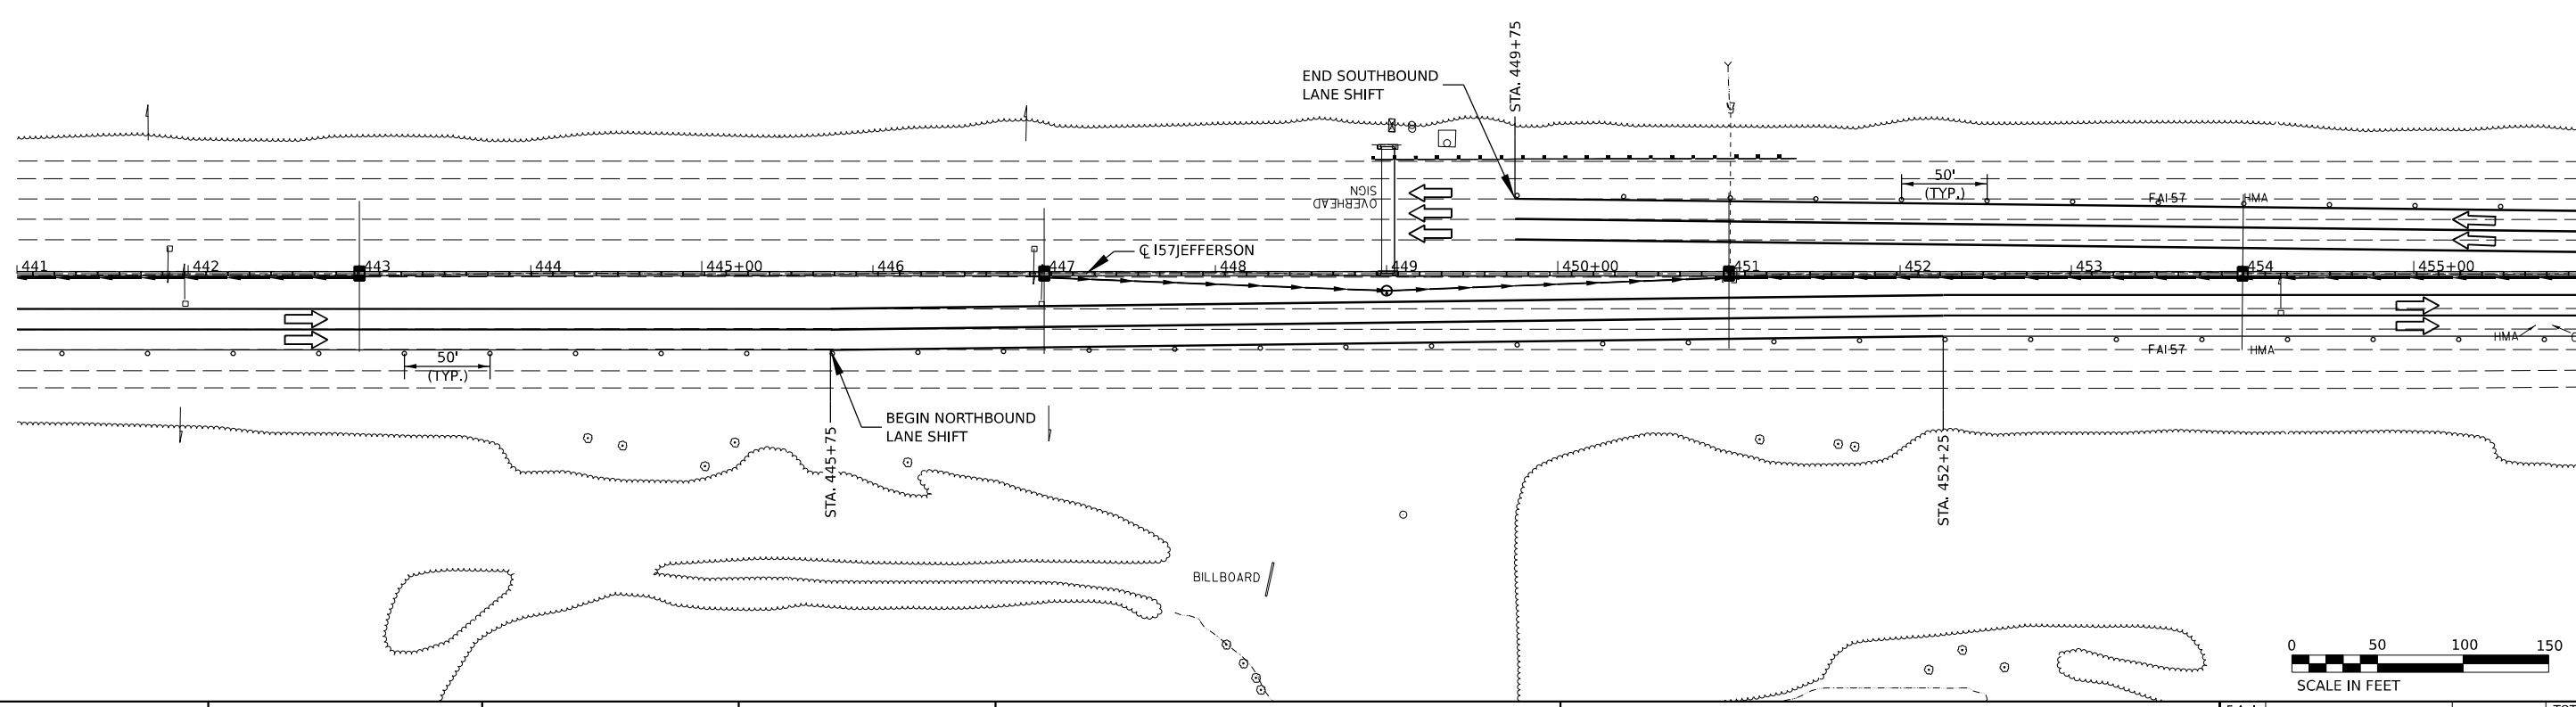 STA. 449+75
END SOUTHBOUND
LANE SHIFT
50'
(TYP.)
OVERHEAD
SIGN
FAI 57
HMA
℄ I57JEFFERSON
441
442
443
444
445+00
446
447
448
449
450+00
451
452
453
454
455+00
50'
(TYP.)
HMA
FAI 57
HMA
BEGIN NORTHBOUND
LANE SHIFT
STA. 445+75
STA. 452+25
BILLBOARD
0 50 100 150
SCALE IN FEET